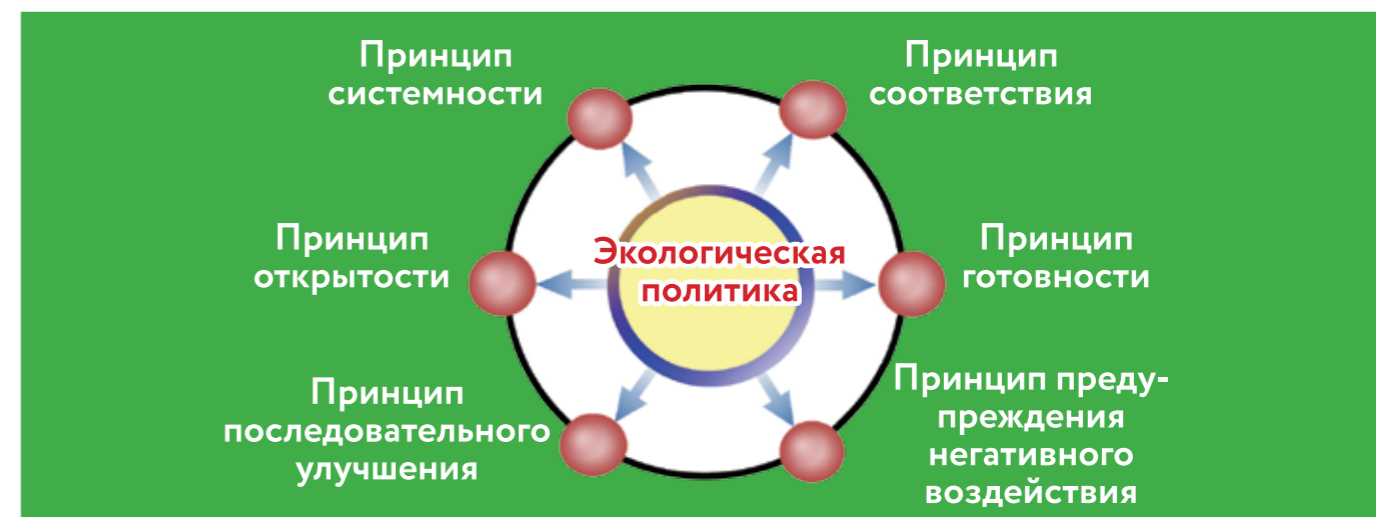 Принцип
системности
Принцип
соответствия
Принцип
открытости
Экологическая
политика
Принцип
готовности
Принцип
последовательного
улучшения
Принцип преду-
преждения
негативного
воздействия